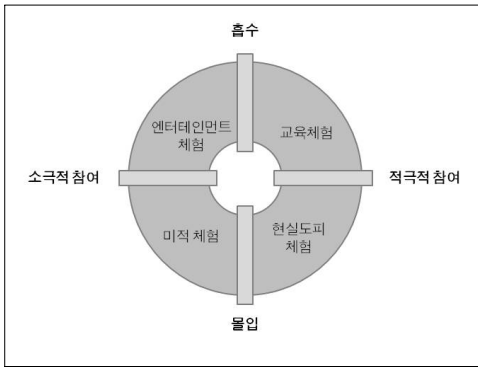 흡수
엔터테인먼트
체험
교육체험
소극적 참여
적극적 참여
미적 체험
현실도피
체험
몰입